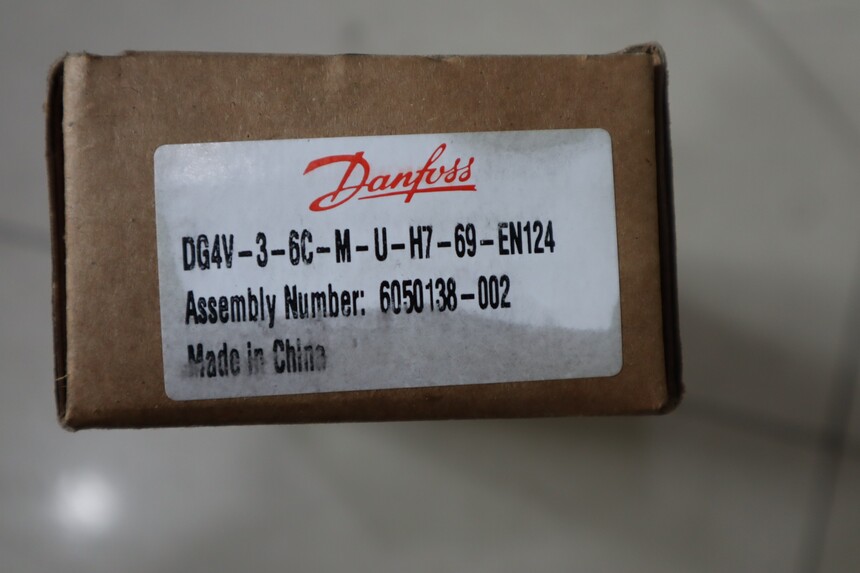 Danfoss
DG4V-3-6C-M-U-H7-69-EN124
Assembly Number: 6050138-002
Made in China